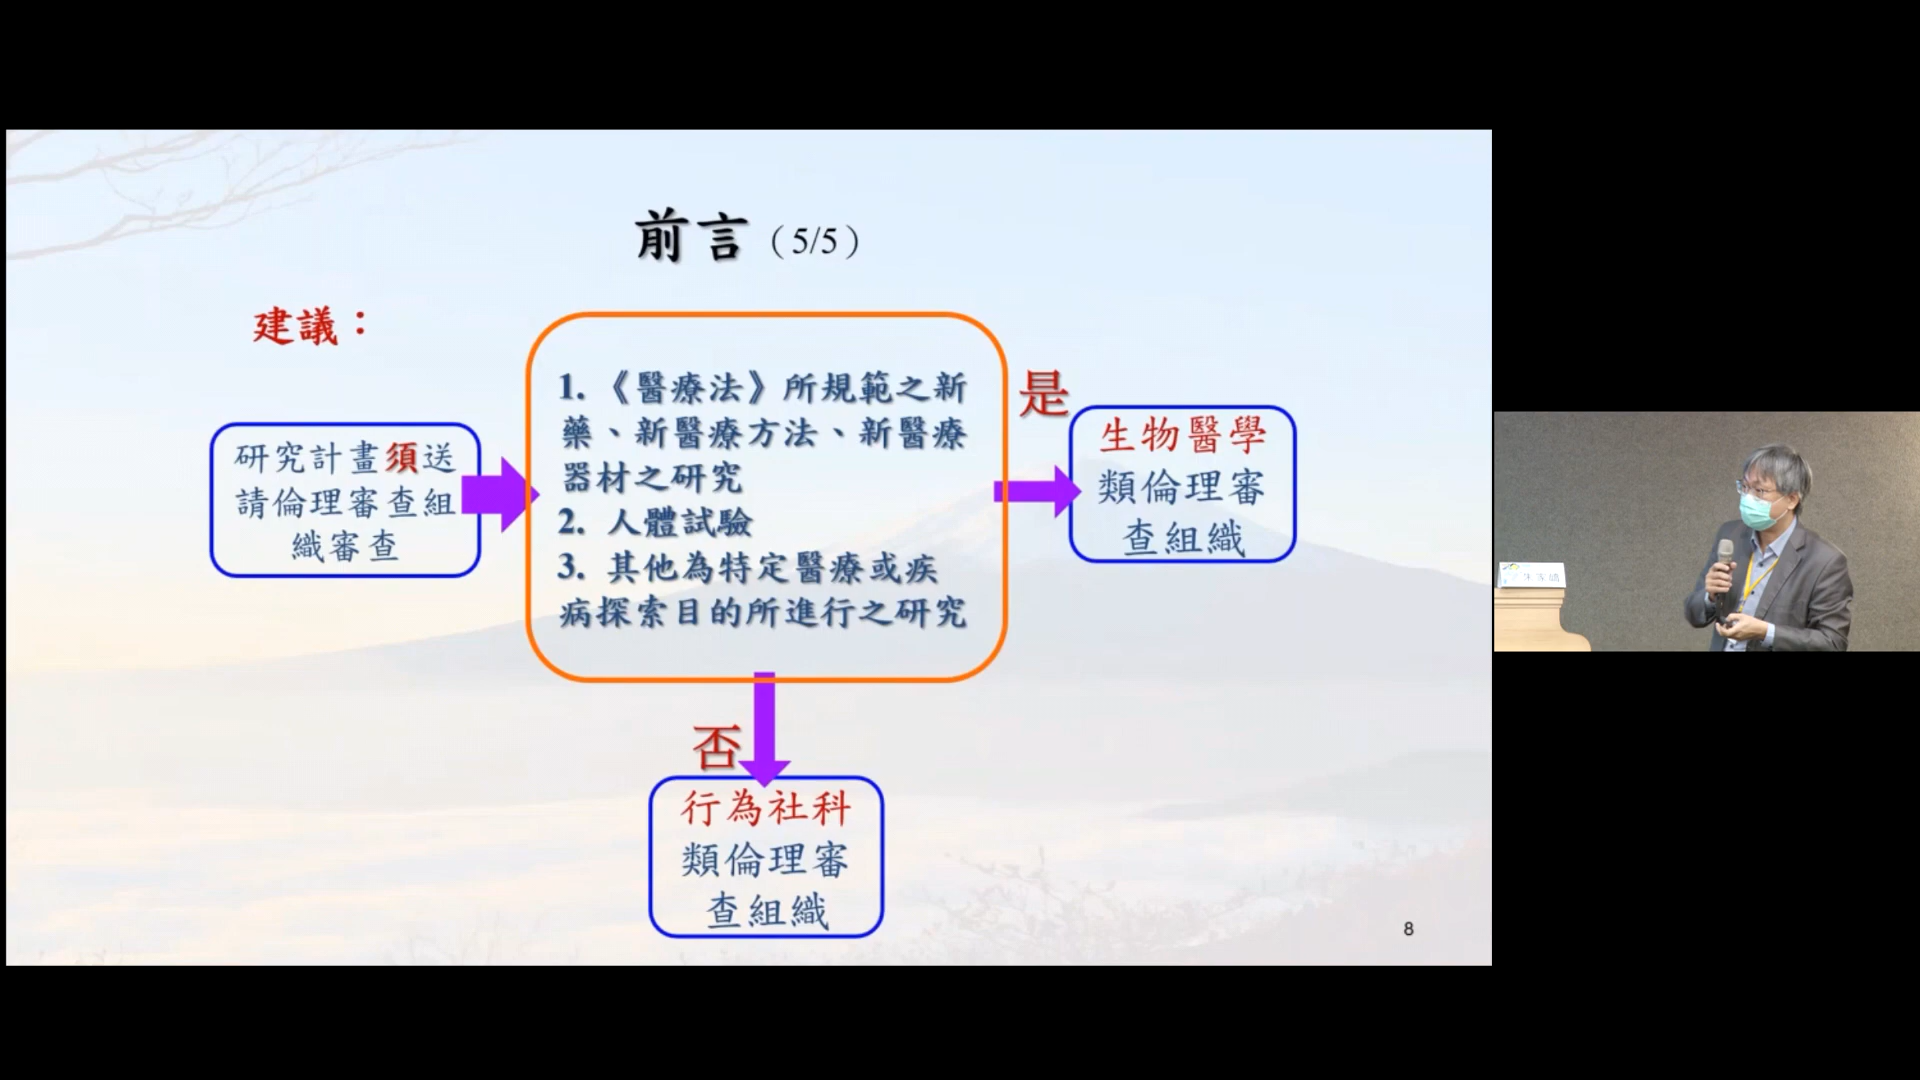 前言（5/5）
建議：
研究計畫須送
請倫理審查組
織審查
1. 《醫療法》所規範之新
藥、新醫療方法、新醫療
器材之研究
2. 人體試驗
3. 其他為特定醫療或疾
病探索目的所進行之研究
是
生物醫學
類倫理審
查組織
否
行為社科
類倫理審
查組織
8